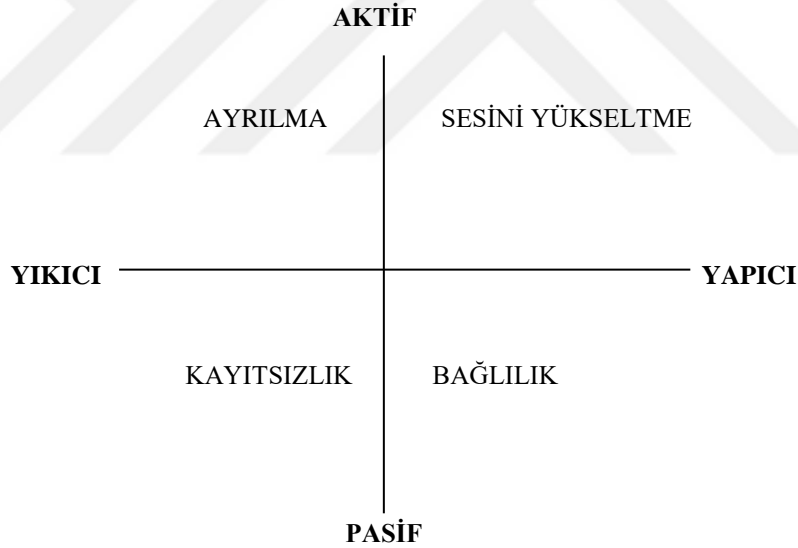 AKTİF
AYRILMA SESİNİ YÜKSELTME
YIKICI YAPICI
KAYITSIZLIK BAĞLILIK
PASİF